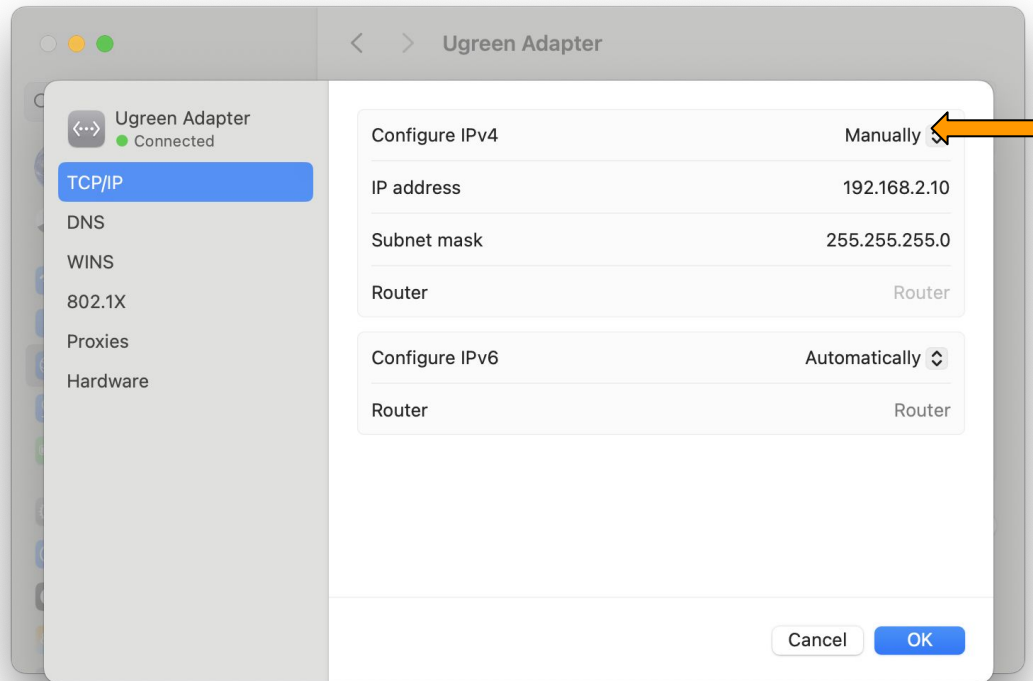 Ugreen Adapter
Ugreen Adapter
Connected
TCP/IP
DNS
WINS
802.1X
Proxies
Hardware
Configure IPv4 Manually
IP address 192.168.2.10
Subnet mask 255.255.255.0
Router Router
Configure IPv6 Automatically
Router Router
Cancel OK